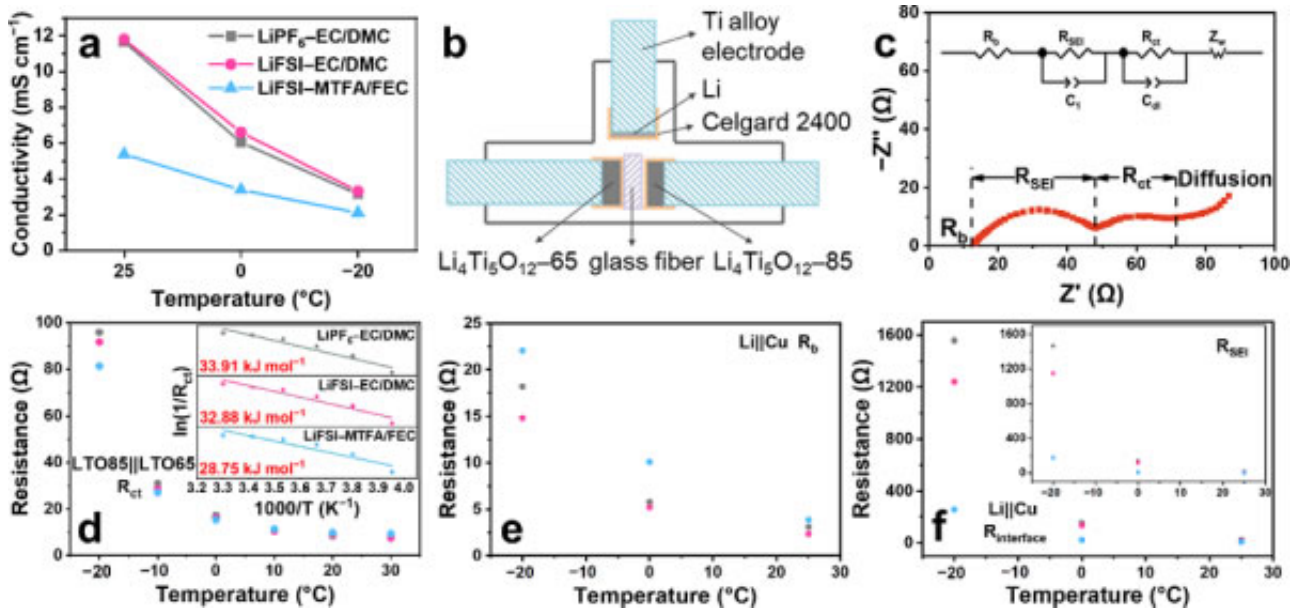 a
Conductivity (mS cm⁻¹)
12
10
8
6
4
2
0
LiPF₆–EC/DMC
LiFSI–EC/DMC
LiFSI–MTFA/FEC
25
0
−20
Temperature (°C)
b
Ti alloy
electrode
Li
Celgard 2400
Li₄Ti₅O₁₂–65 glass fiber Li₄Ti₅O₁₂–85
c
−Z'' (Ω)
−80
−60
−40
−20
0
R_b
R_SEI
R_ct
Z_w
C_dl
R_SEI
R_ct
Diffusion
R_b
0 20 40 60 80 100
Z' (Ω)
d
Resistance (Ω)
100
80
60
40
20
0
LTO85||LTO65
R_ct
ln(1/R_ct)
LiPF₆–EC/DMC
33.91 kJ mol⁻¹
LiFSI–EC/DMC
32.88 kJ mol⁻¹
LiFSI–MTFA/FEC
28.75 kJ mol⁻¹
3.2 3.3 3.4 3.5 3.6 3.7 3.8 3.9 4.0
1000/T (K⁻¹)
−20 −10 0 10 20 30
Temperature (°C)
e
Resistance (Ω)
25
20
15
10
5
0
Li||Cu R_b
−20 −10 0 10 20 30
Temperature (°C)
f
Resistance (Ω)
1600
1200
800
400
0
Li||Cu
R_interface
1600
1200
800
400
0
R_SEI
−20 −10 0 10 20 30
−20 −10 0 10 20 30
Temperature (°C)